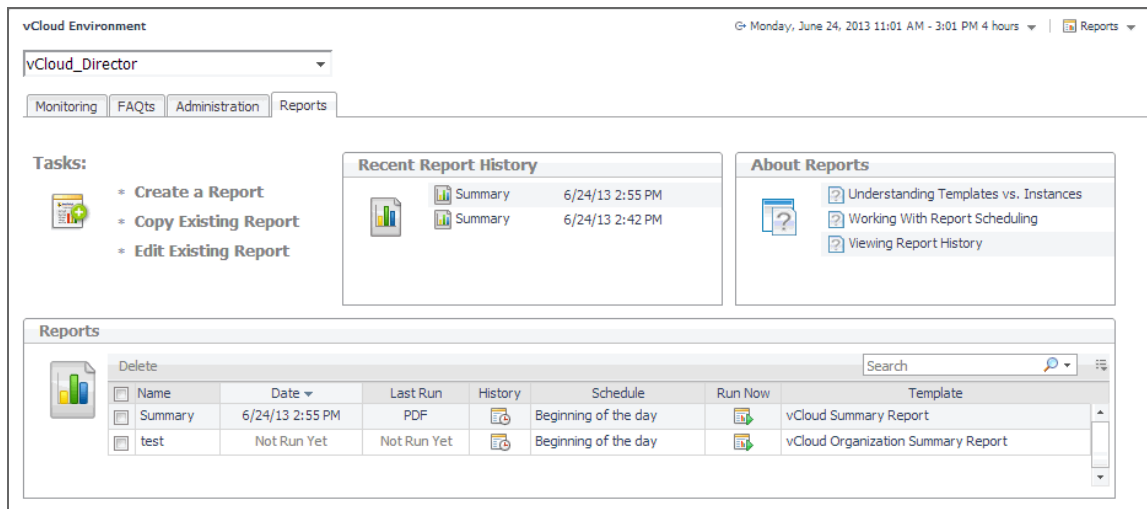 vCloud Environment
Monday, June 24, 2013 11:01 AM - 3:01 PM 4 hours | Reports
vCloud_Director
Monitoring FAQts Administration Reports
Tasks:
* Create a Report
* Copy Existing Report
* Edit Existing Report
Recent Report History
Summary 6/24/13 2:55 PM
Summary 6/24/13 2:42 PM
About Reports
Understanding Templates vs. Instances
Working With Report Scheduling
Viewing Report History
Reports
Delete Search
Name Date Last Run History Schedule Run Now Template
Summary 6/24/13 2:55 PM PDF Beginning of the day vCloud Summary Report
test Not Run Yet Not Run Yet Beginning of the day vCloud Organization Summary Report